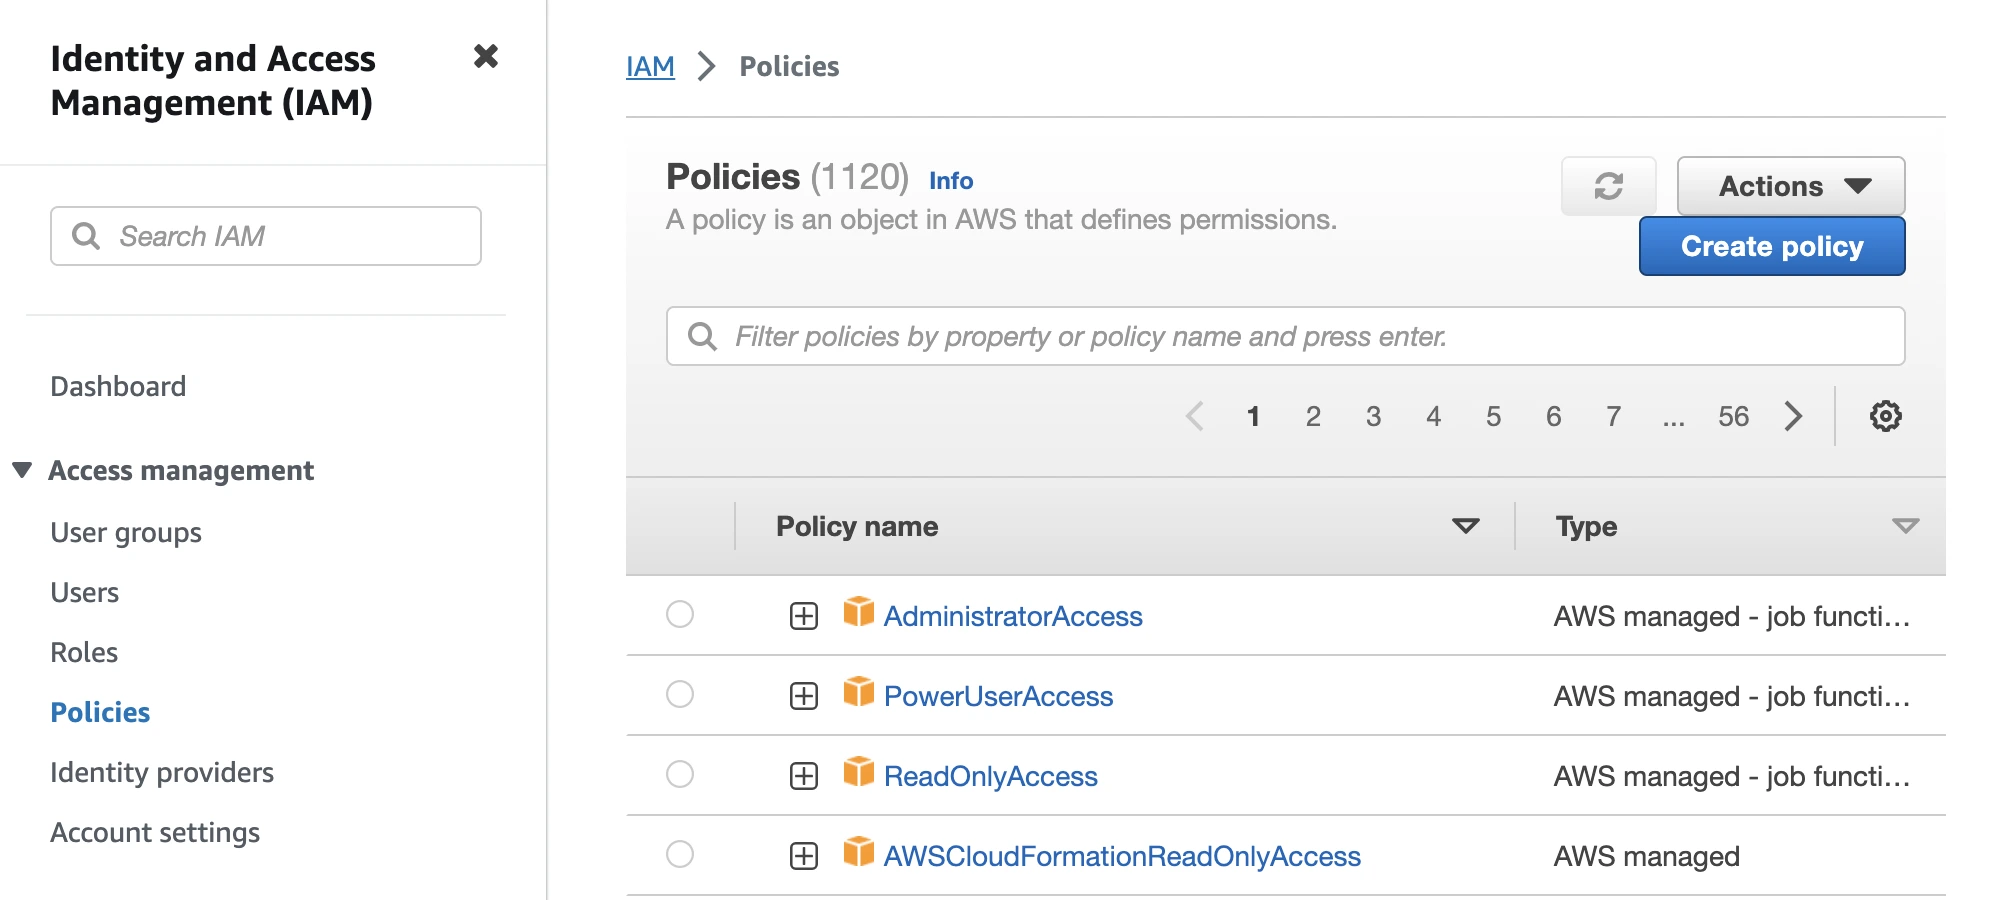 Identity and Access
Management (IAM)
Search IAM
Dashboard
Access management
User groups
Users
Roles
Policies
Identity providers
Account settings
IAM > Policies
Policies (1120) Info
A policy is an object in AWS that defines permissions.
Actions
Create policy
Filter policies by property or policy name and press enter.
1 2 3 4 5 6 7 ... 56
Policy name Type
AdministratorAccess AWS managed - job functi...
PowerUserAccess AWS managed - job functi...
ReadOnlyAccess AWS managed - job functi...
AWSCloudFormationReadOnlyAccess AWS managed